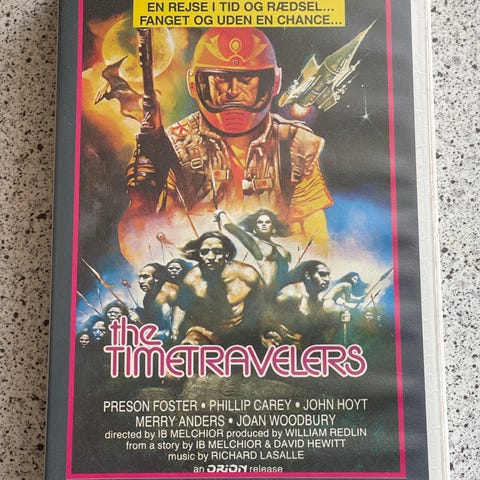 EN REJSE I TID OG RÆDSEL...
FANGET OG UDEN EN CHANCE...
the
TIMETRAVELERS
PRESON FOSTER • PHILLIP CAREY • JOHN HOYT
MERRY ANDERS • JOAN WOODBURY
directed by IB MELCHIOR produced by WILLIAM REDLIN
from a story by IB MELCHIOR & DAVID HEWITT
music by RICHARD LASALLE
an ORION release